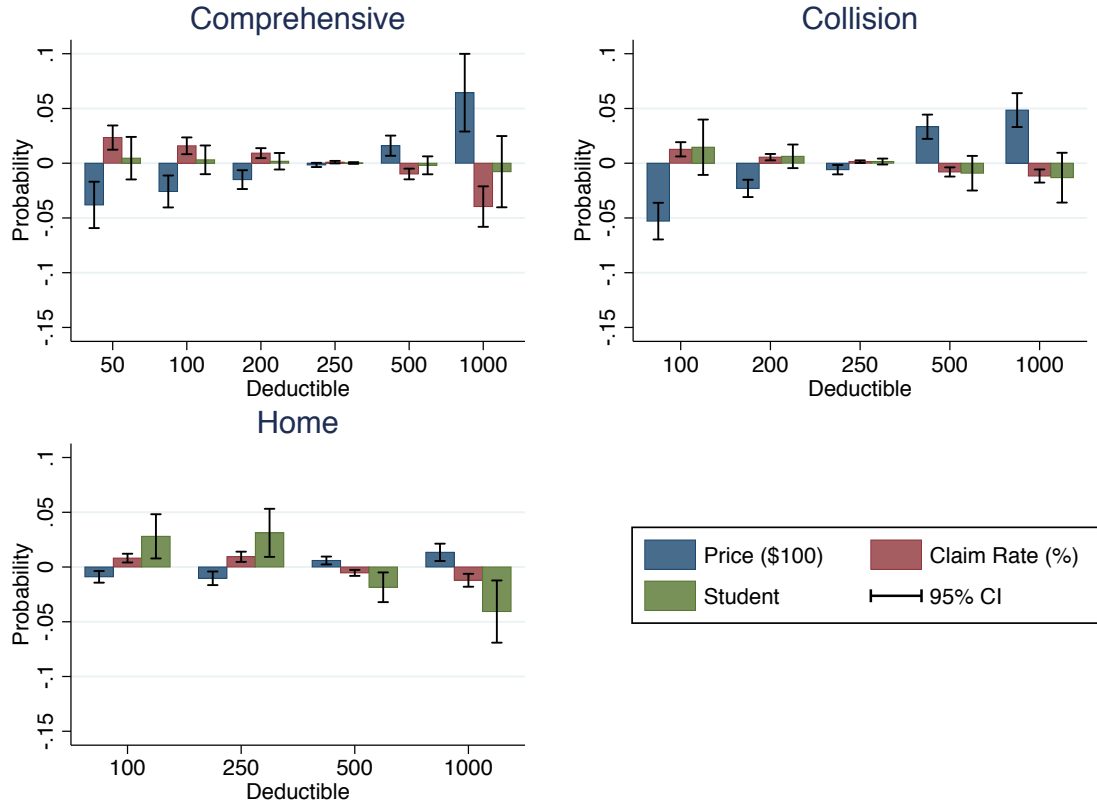 Comprehensive
Probability
.1
.05
0
-.05
-.1
-.15
50 100 200 250 500 1000
Deductible
Collision
Probability
.1
.05
0
-.05
-.1
-.15
100 200 250 500 1000
Deductible
Home
Probability
.1
.05
0
-.05
-.1
-.15
100 250 500 1000
Deductible
Price ($100) Claim Rate (%)
Student 95% CI